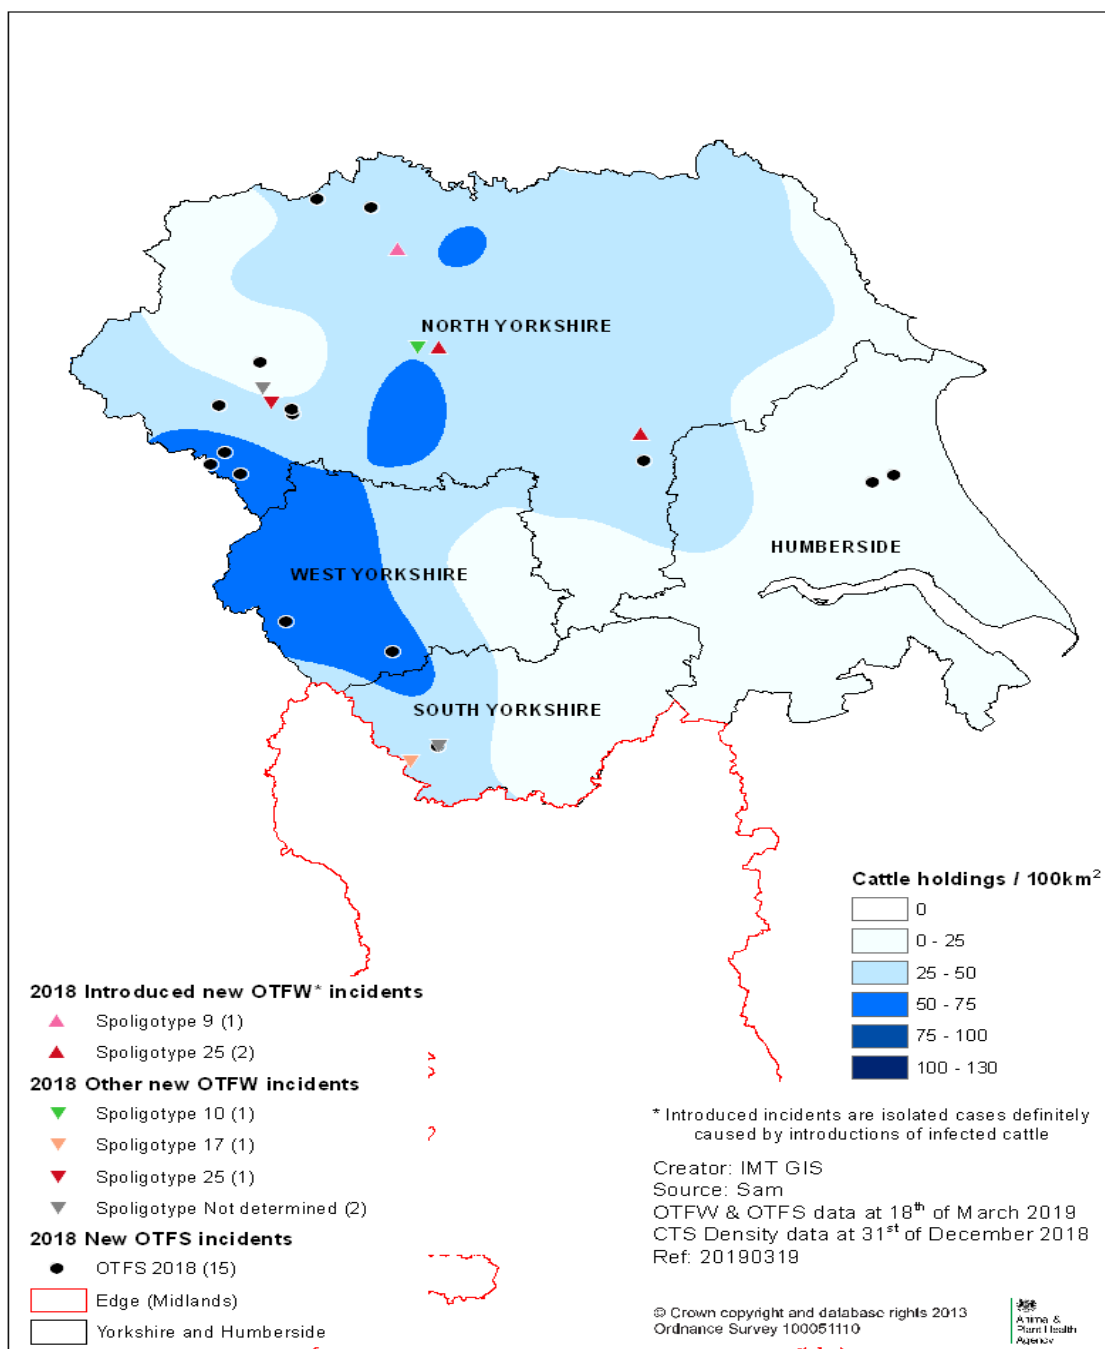 NORTH YORKSHIRE
HUMBERSIDE
WEST YORKSHIRE
SOUTH YORKSHIRE
Cattle holdings / 100km²
0
0 - 25
25 - 50
50 - 75
75 - 100
100 - 130
2018 Introduced new OTFW* incidents
Spoligotype 9 (1)
Spoligotype 25 (2)
2018 Other new OTFW incidents
Spoligotype 10 (1)
Spoligotype 17 (1)
Spoligotype 25 (1)
Spoligotype Not determined (2)
2018 New OTFS incidents
OTFS 2018 (15)
Edge (Midlands)
Yorkshire and Humberside
* Introduced incidents are isolated cases definitely
caused by introductions of infected cattle
Creator: IMT GIS
Source: Sam
OTFW & OTFS data at 18th of March 2019
CTS Density data at 31st of December 2018
Ref: 20190319
© Crown copyright and database rights 2013
Ordnance Survey 100051110
Animal &
Plant Health
Agency